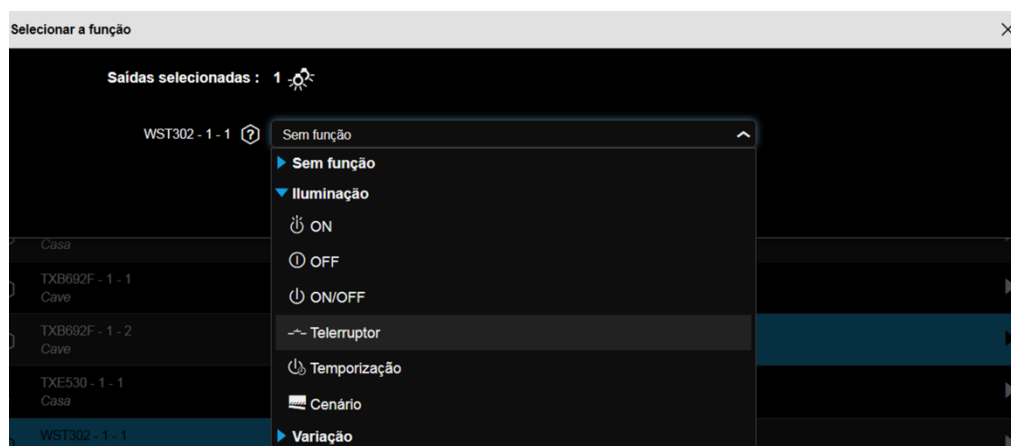 Selecionar a função
Saídas selecionadas : 1
WST302 - 1 - 1 Sem função
Sem função
Iluminação
ON
Casa
OFF
TXB692F - 1 - 1
Cave
ON/OFF
TXB692F - 1 - 2
Telerruptor
Cave
Temporização
TXE530 - 1 - 1
Casa
Cenário
WST302 - 1 - 1
Variação